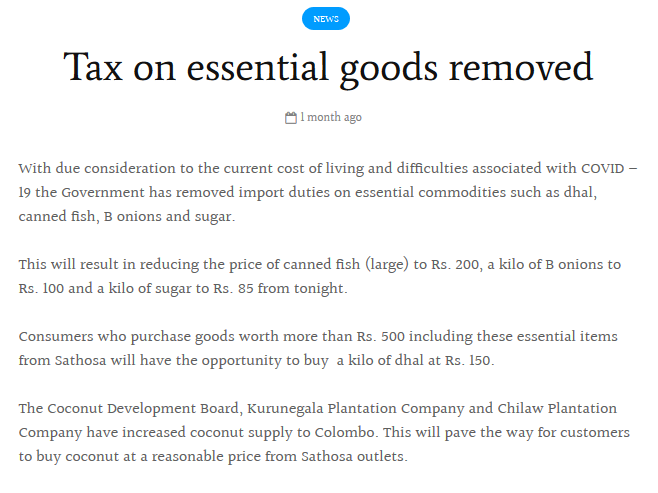 NEWS
Tax on essential goods removed
1 month ago
With due consideration to the current cost of living and difficulties associated with COVID –
19 the Government has removed import duties on essential commodities such as dhal,
canned fish, B onions and sugar.
This will result in reducing the price of canned fish (large) to Rs. 200, a kilo of B onions to
Rs. 100 and a kilo of sugar to Rs. 85 from tonight.
Consumers who purchase goods worth more than Rs. 500 including these essential items
from Sathosa will have the opportunity to buy  a kilo of dhal at Rs. 150.
The Coconut Development Board, Kurunegala Plantation Company and Chilaw Plantation
Company have increased coconut supply to Colombo. This will pave the way for customers
to buy coconut at a reasonable price from Sathosa outlets.